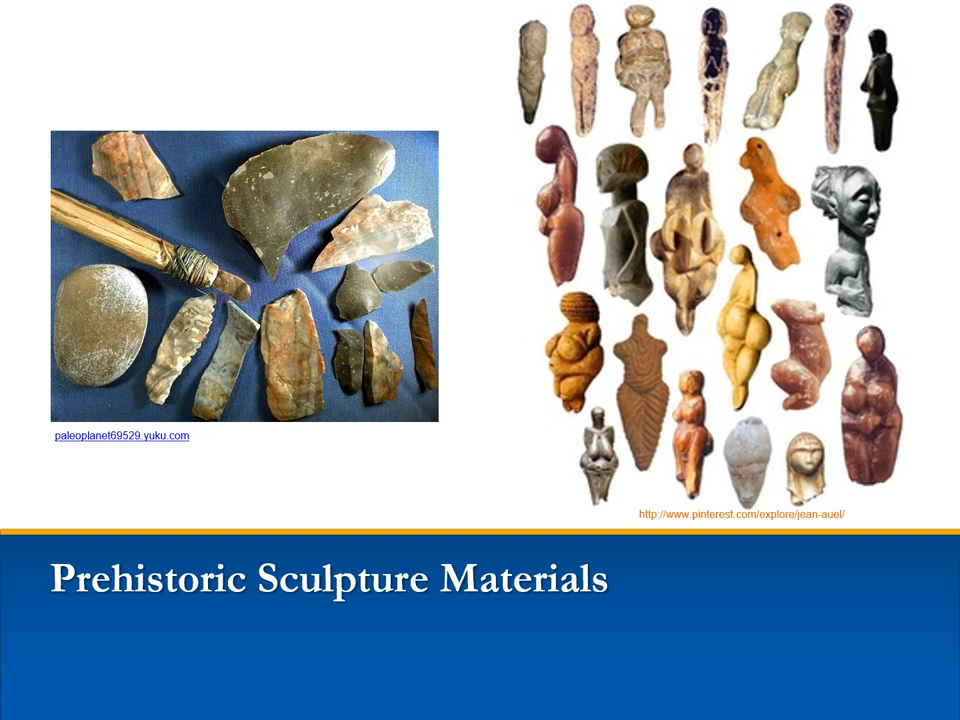 paleoplanet69529.yuku.com
http://www.pinterest.com/explore/jean-auel/
Prehistoric Sculpture Materials